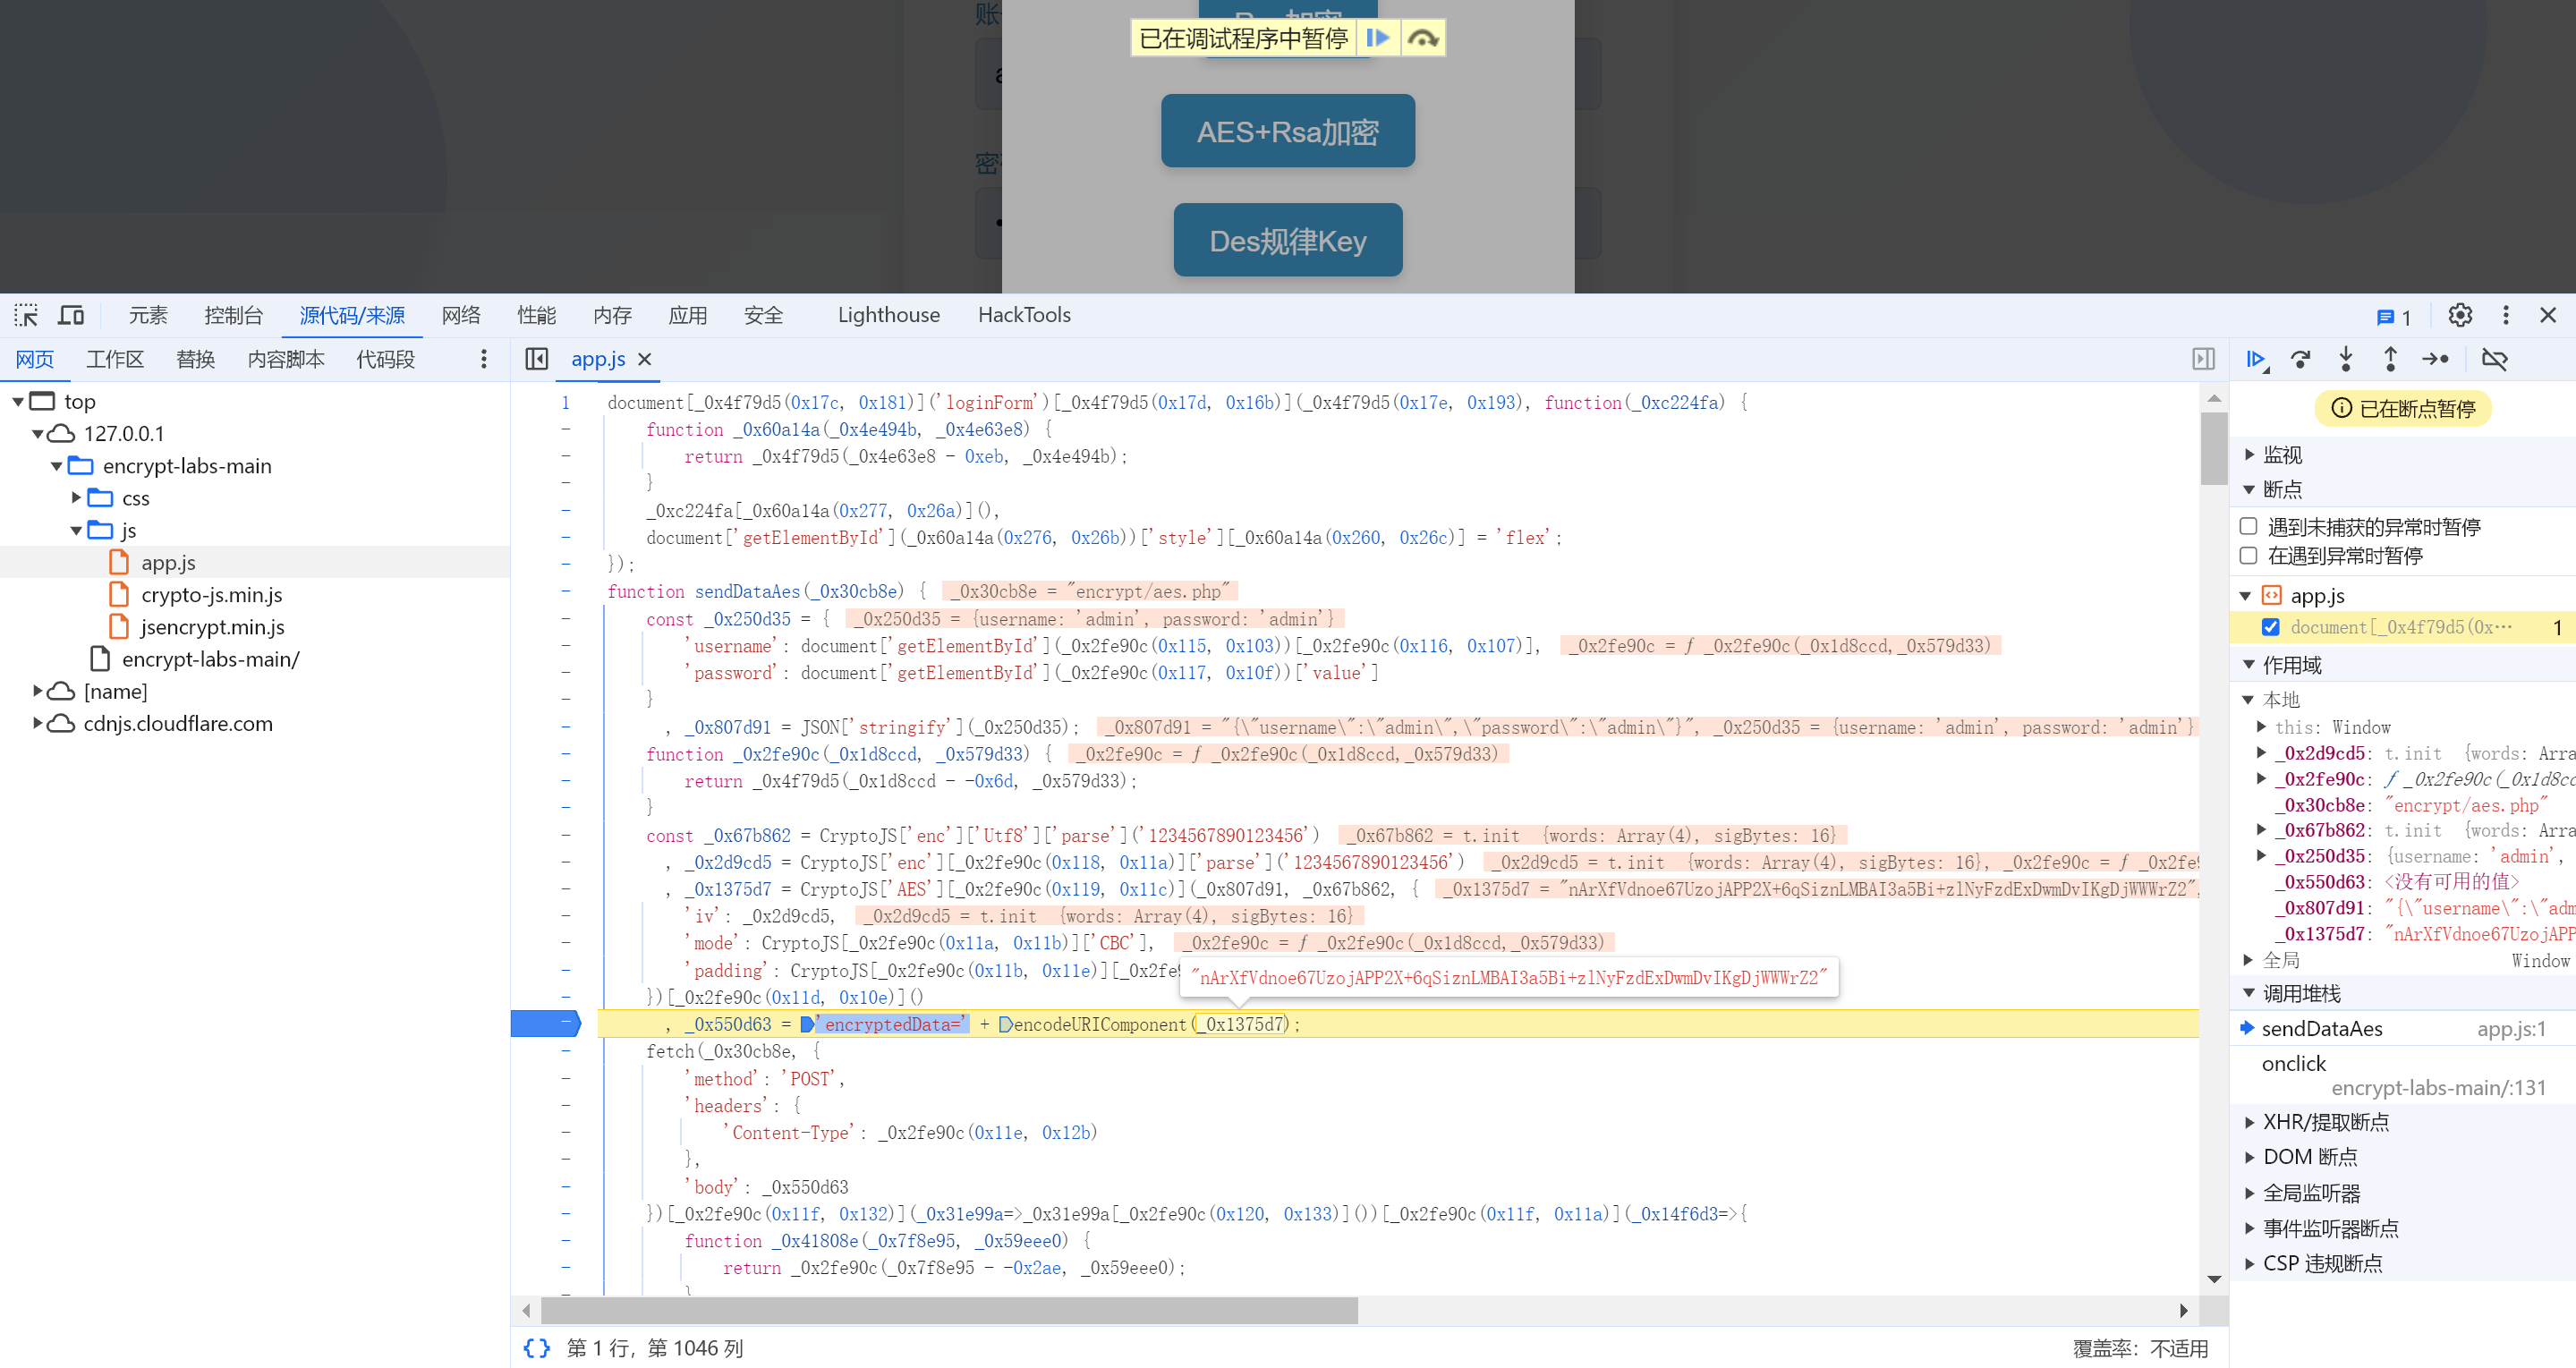 账
Rsa加密
已在调试程序中暂停
AES+Rsa加密
Des规律Key
元素 控制台 源代码/来源 网络 性能 内存 应用 安全 Lighthouse HackTools 1
网页 工作区 替换 内容脚本 代码段 app.js
top
127.0.0.1
encrypt-labs-main
css
js
app.js
crypto-js.min.js
jsencrypt.min.js
encrypt-labs-main/
[name]
cdnjs.cloudflare.com
1 document[_0x4f79d5(0x17c, 0x181)]('loginForm')[_0x4f79d5(0x17d, 0x16b)](_0x4f79d5(0x17e, 0x193), function(_0xc224fa) {
- function _0x60a14a(_0x4e494b, _0x4e63e8) {
- return _0x4f79d5(_0x4e63e8 - 0xeb, _0x4e494b);
- }
- _0xc224fa[_0x60a14a(0x277, 0x26a)](),
- document['getElementById'](_0x60a14a(0x276, 0x26b))['style'][_0x60a14a(0x260, 0x26c)] = 'flex';
- });
- function sendDataAes(_0x30cb8e) { _0x30cb8e = "encrypt/aes.php"
- const _0x250d35 = { _0x250d35 = {username: 'admin', password: 'admin'}
- 'username': document['getElementById'](_0x2fe90c(0x115, 0x103))[_0x2fe90c(0x116, 0x107)], _0x2fe90c = ƒ _0x2fe90c(_0x1d8ccd,_0x579d33)
- 'password': document['getElementById'](_0x2fe90c(0x117, 0x10f))['value']
- }
- , _0x807d91 = JSON['stringify'](_0x250d35); _0x807d91 = "{\"username\":\"admin\",\"password\":\"admin\"}", _0x250d35 = {username: 'admin', password: 'admin'}
- function _0x2fe90c(_0x1d8ccd, _0x579d33) { _0x2fe90c = ƒ _0x2fe90c(_0x1d8ccd,_0x579d33)
- return _0x4f79d5(_0x1d8ccd - -0x6d, _0x579d33);
- }
- const _0x67b862 = CryptoJS['enc']['Utf8']['parse']('1234567890123456') _0x67b862 = t.init {words: Array(4), sigBytes: 16}
- , _0x2d9cd5 = CryptoJS['enc'][_0x2fe90c(0x118, 0x11a)]['parse']('1234567890123456') _0x2d9cd5 = t.init {words: Array(4), sigBytes: 16}, _0x2fe90c = ƒ _0x2fe9
- , _0x1375d7 = CryptoJS['AES'][_0x2fe90c(0x119, 0x11c)](_0x807d91, _0x67b862, { _0x1375d7 = "nArXfVdnoe67UzojAPP2X+6qSiznLMBAI3a5Bi+zlNyFzdExDwmDvIKgDjWWWrZ2",
- 'iv': _0x2d9cd5, _0x2d9cd5 = t.init {words: Array(4), sigBytes: 16}
- 'mode': CryptoJS[_0x2fe90c(0x11a, 0x11b)]['CBC'], _0x2fe90c = ƒ _0x2fe90c(_0x1d8ccd,_0x579d33)
- 'padding': CryptoJS[_0x2fe90c(0x11b, 0x11e)][_0x2fe9 "nArXfVdnoe67UzojAPP2X+6qSiznLMBAI3a5Bi+zlNyFzdExDwmDvIKgDjWWWrZ2"
- })[_0x2fe90c(0x11d, 0x10e)]()
- , _0x550d63 = 'encryptedData=' + encodeURIComponent(_0x1375d7);
- fetch(_0x30cb8e, {
- 'method': 'POST',
- 'headers': {
- 'Content-Type': _0x2fe90c(0x11e, 0x12b)
- },
- 'body': _0x550d63
- })[_0x2fe90c(0x11f, 0x132)](_0x31e99a=>_0x31e99a[_0x2fe90c(0x120, 0x133)]())[_0x2fe90c(0x11f, 0x11a)](_0x14f6d3=>{
- function _0x41808e(_0x7f8e95, _0x59eee0) {
- return _0x2fe90c(_0x7f8e95 - -0x2ae, _0x59eee0);
- }
{} 第 1 行，第 1046 列 覆盖率：不适用
已在断点暂停
监视
断点
遇到未捕获的异常时暂停
在遇到异常时暂停
app.js
document[_0x4f79d5(0x… 1
作用域
本地
this: Window
_0x2d9cd5: t.init {words: Arra
_0x2fe90c: ƒ _0x2fe90c(_0x1d8cc
_0x30cb8e: "encrypt/aes.php"
_0x67b862: t.init {words: Arra
_0x250d35: {username: 'admin',
_0x550d63: <没有可用的值>
_0x807d91: "{\"username\":\"adm
_0x1375d7: "nArXfVdnoe67UzojAPP
全局 Window
调用堆栈
sendDataAes app.js:1
onclick
encrypt-labs-main/:131
XHR/提取断点
DOM 断点
全局监听器
事件监听器断点
CSP 违规断点